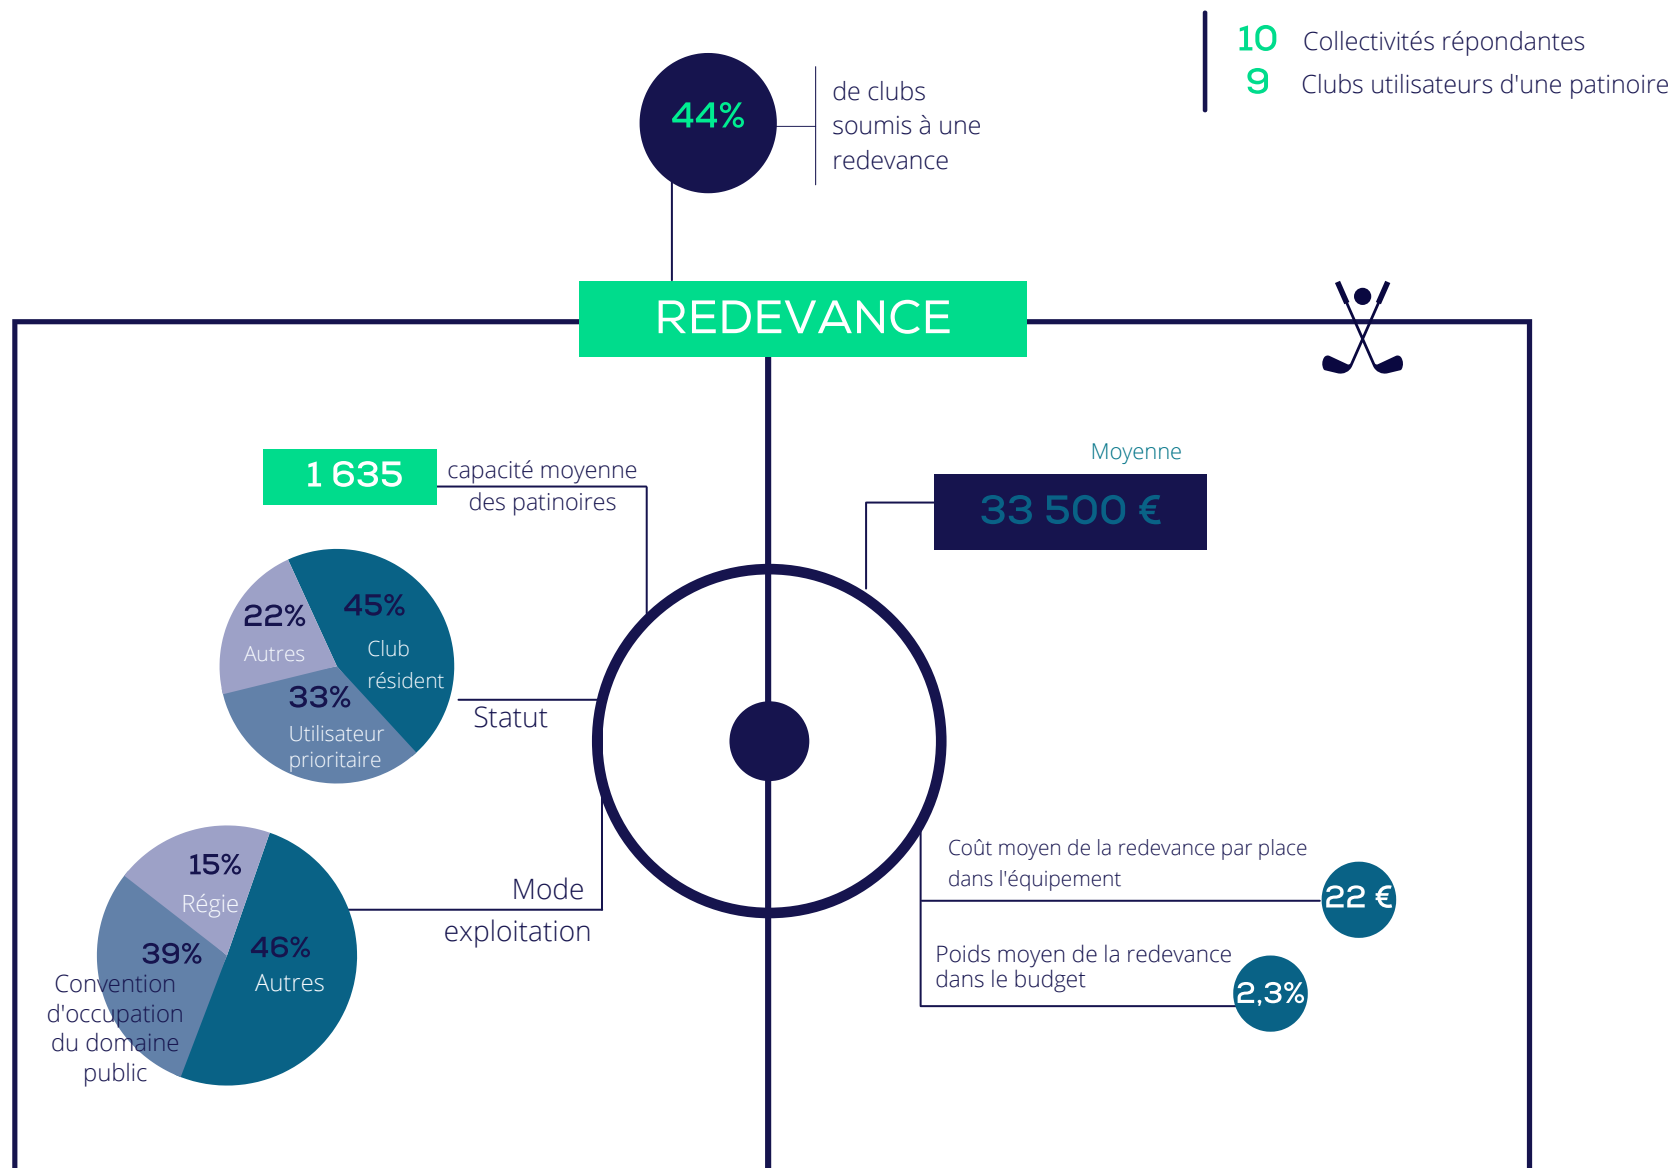 10 Collectivités répondantes
9 Clubs utilisateurs d'une patinoire
44%
de clubs
soumis à une
redevance
REDEVANCE
1 635
capacité moyenne
des patinoires
Moyenne
33 500 €
22%
Autres
45%
Club
résident
33%
Utilisateur
prioritaire
Statut
15%
Régie
39%
Convention
d'occupation
du domaine
public
46%
Autres
Mode
exploitation
Coût moyen de la redevance par place
dans l'équipement
22 €
Poids moyen de la redevance
dans le budget
2,3%